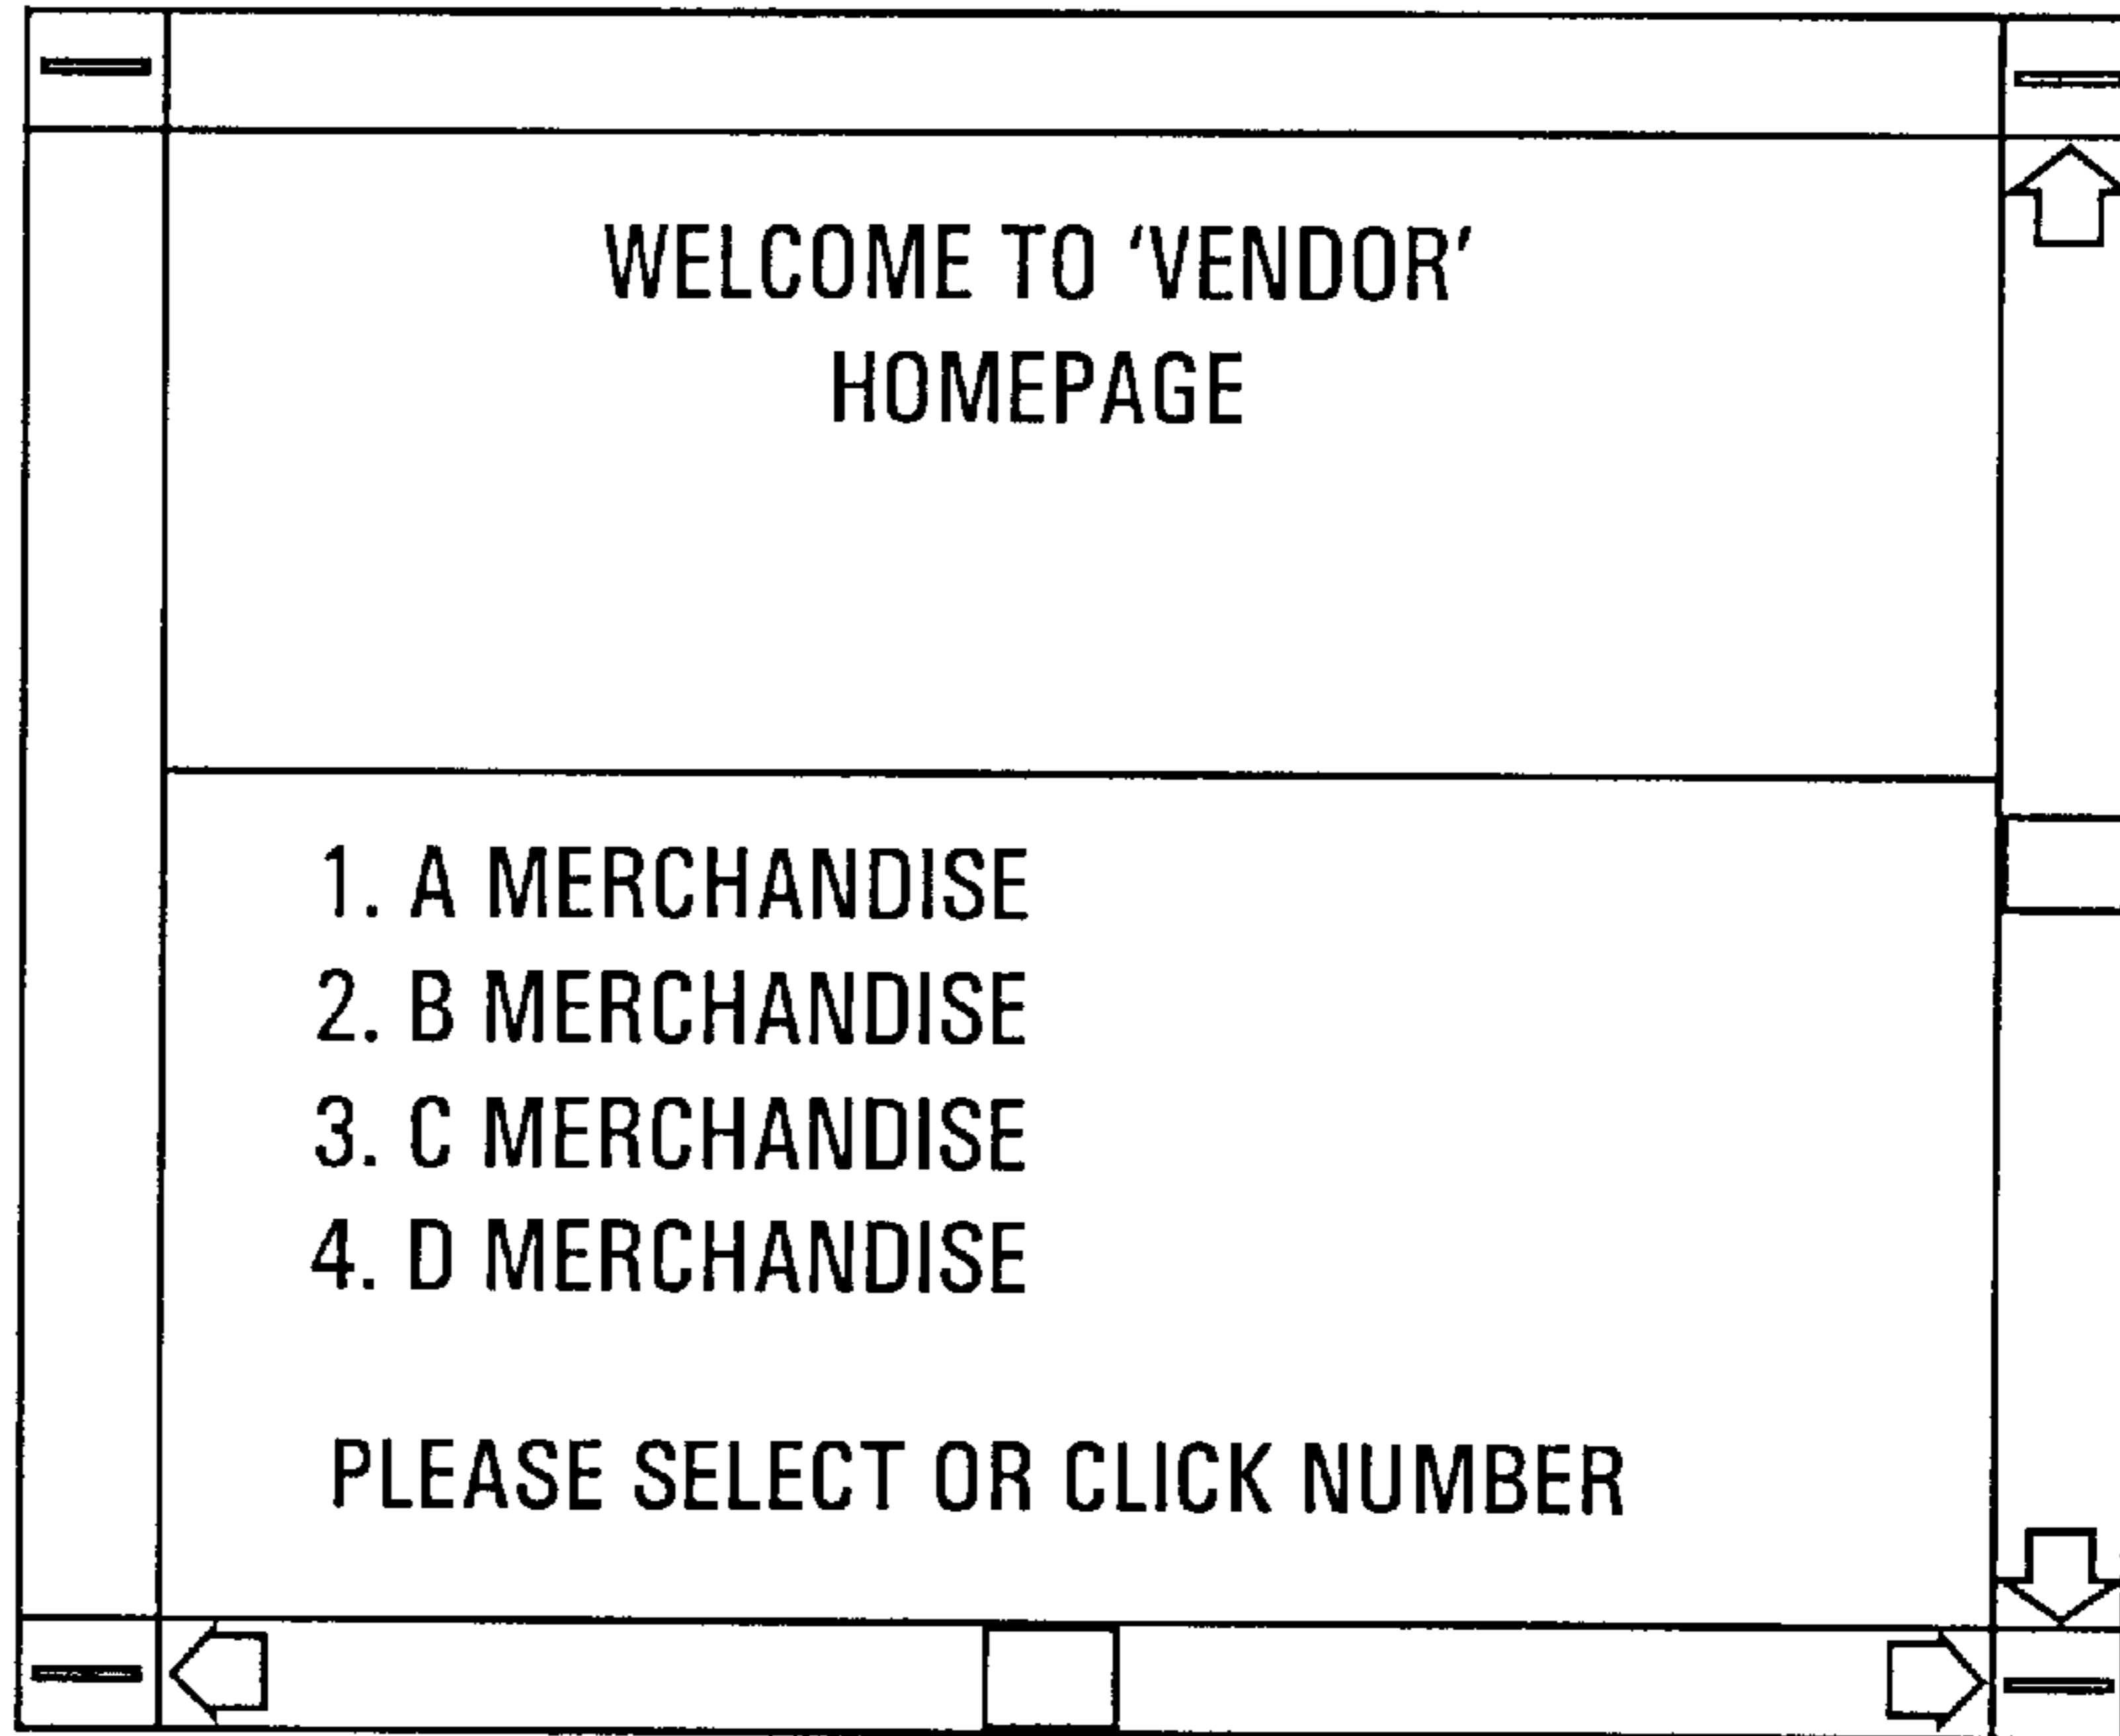 WELCOME TO 'VENDOR'
HOMEPAGE
1. A MERCHANDISE
2. B MERCHANDISE
3. C MERCHANDISE
4. D MERCHANDISE
PLEASE SELECT OR CLICK NUMBER